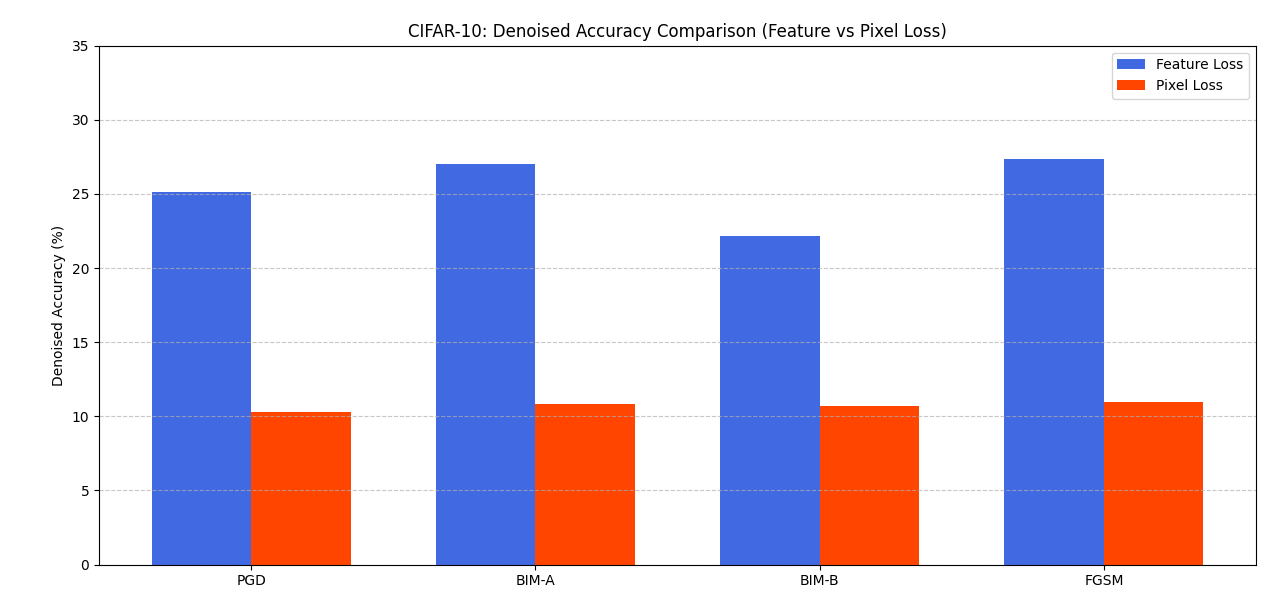 CIFAR-10: Denoised Accuracy Comparison (Feature vs Pixel Loss)
Feature Loss
Pixel Loss
Denoised Accuracy (%)
35
30
25
20
15
10
5
0
PGD BIM-A BIM-B FGSM